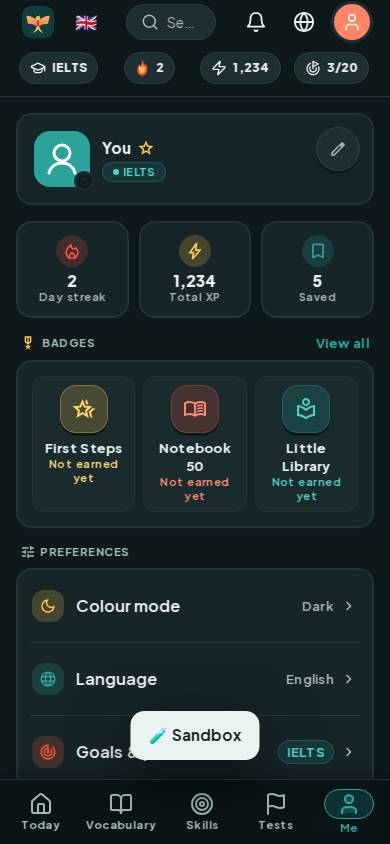 Se...
IELTS
2
1,234
3/20
You
IELTS
2
Day streak
1,234
Total XP
5
Saved
BADGES
View all
First Steps
Not earned
yet
Notebook
50
Not earned
yet
Little
Library
Not earned
yet
PREFERENCES
Colour mode
Dark
Language
English
Goals &
IELTS
Sandbox
Today
Vocabulary
Skills
Tests
Me